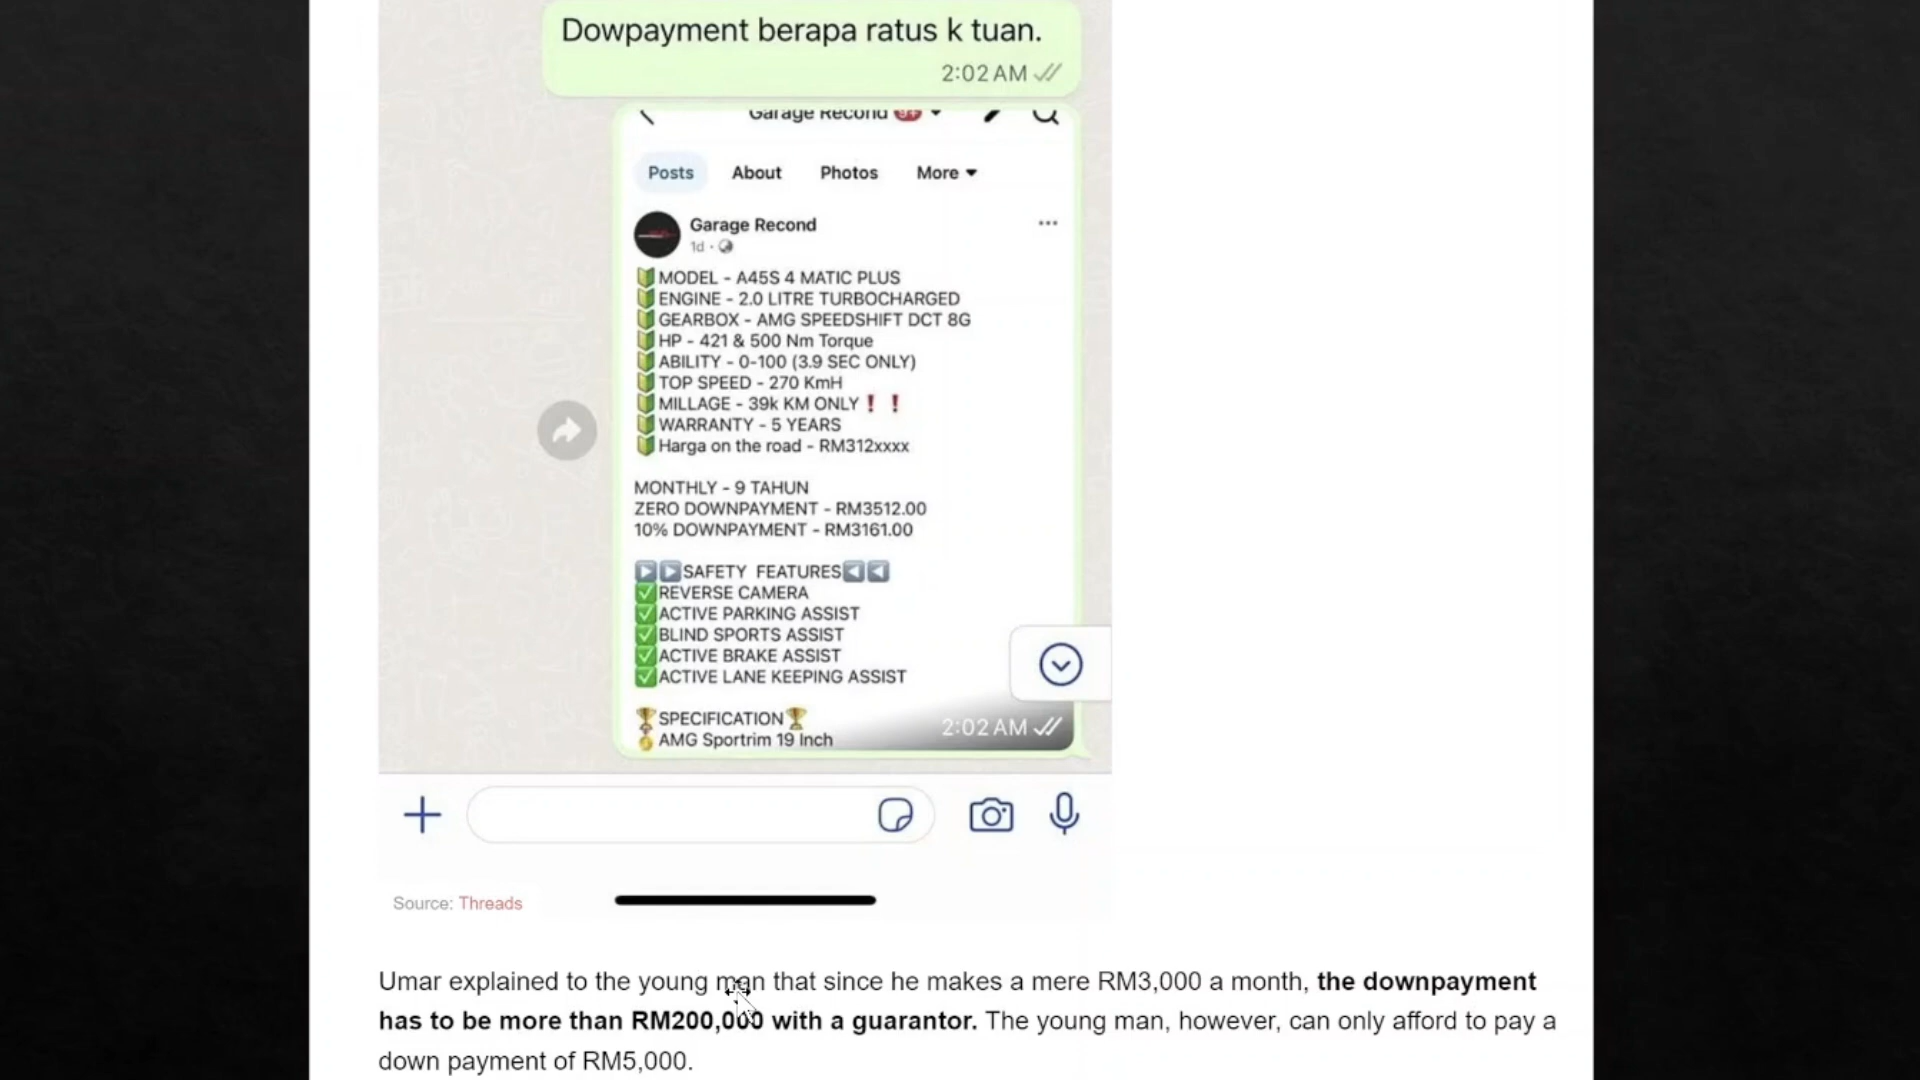 Dowpayment berapa ratus k tuan.
2:02 AM
Garage Recond 9+
Posts About Photos More
Garage Recond
1d
MODEL - A45S 4 MATIC PLUS
ENGINE - 2.0 LITRE TURBOCHARGED
GEARBOX - AMG SPEEDSHIFT DCT 8G
HP - 421 & 500 Nm Torque
ABILITY - 0-100 (3.9 SEC ONLY)
TOP SPEED - 270 KmH
MILLAGE - 39k KM ONLY❗❗
WARRANTY - 5 YEARS
Harga on the road - RM312xxxx
MONTHLY - 9 TAHUN
ZERO DOWNPAYMENT - RM3512.00
10% DOWNPAYMENT - RM3161.00
▶️▶️SAFETY FEATURES◀️◀️
✅REVERSE CAMERA
✅ACTIVE PARKING ASSIST
✅BLIND SPORTS ASSIST
✅ACTIVE BRAKE ASSIST
✅ACTIVE LANE KEEPING ASSIST
🏆SPECIFICATION🏆
AMG Sportrim 19 Inch
2:02 AM
Source: Threads
Umar explained to the young man that since he makes a mere RM3,000 a month, the downpayment
has to be more than RM200,000 with a guarantor. The young man, however, can only afford to pay a
down payment of RM5,000.